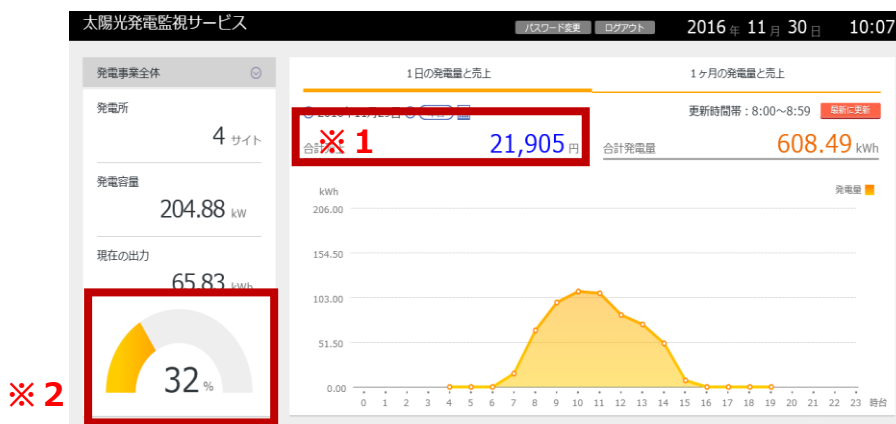 太陽光発電監視サービス
パスワード変更 ログアウト
2016年 11月 30日 10:07
発電事業全体
発電所
4 サイト
発電容量
204.88 kW
現在の出力
65.83 kWh
32 %
※2
1日の発電量と売上
1ヶ月の発電量と売上
更新時間帯：8:00～8:59 最新に更新
※1
21,905 円
合計発電量 608.49 kWh
発電量
kWh
206.00
154.50
103.00
51.50
0.00
0 1 2 3 4 5 6 7 8 9 10 11 12 13 14 15 16 17 18 19 20 21 22 23 時台